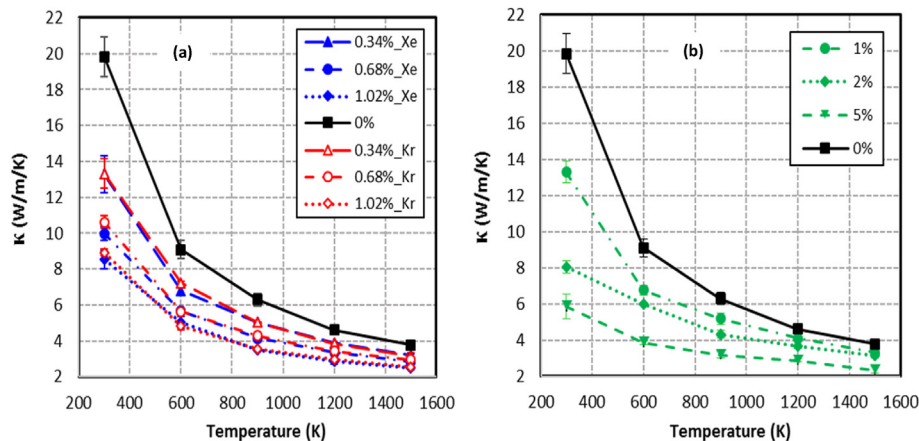 (a)
κ (W/m/K)
22
20
18
16
14
12
10
8
6
4
2
200 400 600 800 1000 1200 1400 1600
Temperature (K)
0.34%_Xe
0.68%_Xe
1.02%_Xe
0%
0.34%_Kr
0.68%_Kr
1.02%_Kr
(b)
κ (W/m/K)
22
20
18
16
14
12
10
8
6
4
2
200 400 600 800 1000 1200 1400 1600
Temperature (K)
1%
2%
5%
0%